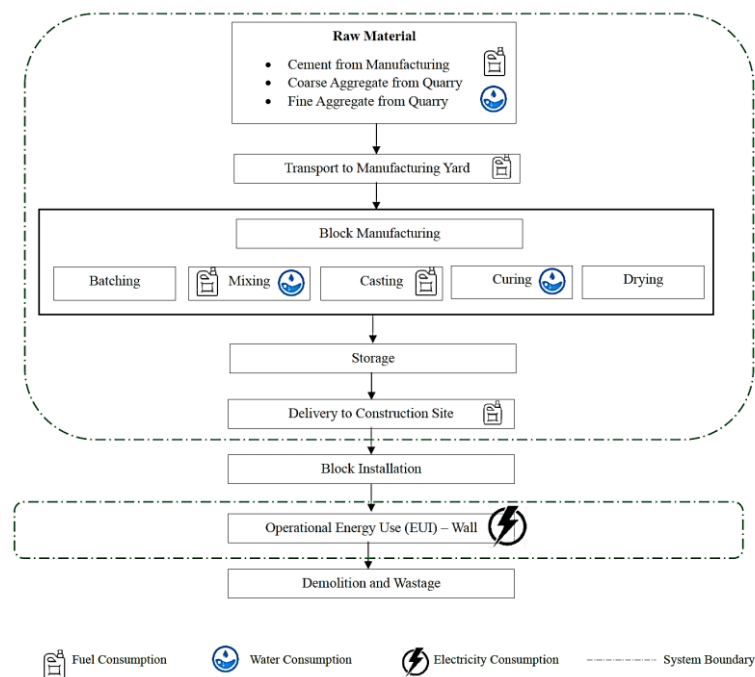 Raw Material
• Cement from Manufacturing
• Coarse Aggregate from Quarry
• Fine Aggregate from Quarry
Transport to Manufacturing Yard
Block Manufacturing
Batching Mixing Casting Curing Drying
Storage
Delivery to Construction Site
Block Installation
Operational Energy Use (EUI) – Wall
Demolition and Wastage
Fuel Consumption Water Consumption Electricity Consumption System Boundary